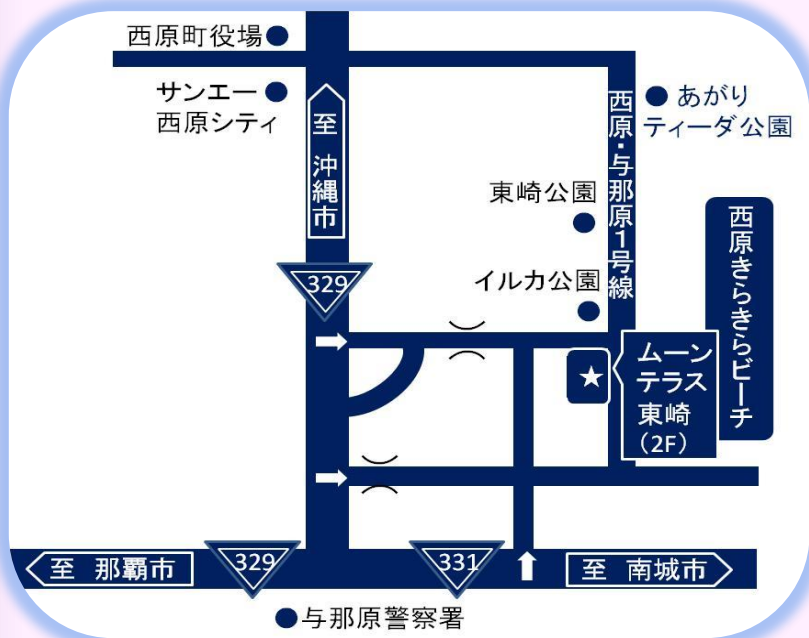 西原町役場
サンエー
西原シティ
至 沖縄市
329
西原・与那原1号線
あがり
ティーダ公園
東崎公園
イルカ公園
西原きらきらビーチ
ムーン
テラス
東崎
(2F)
至 那覇市
329
331
至 南城市
与那原警察署